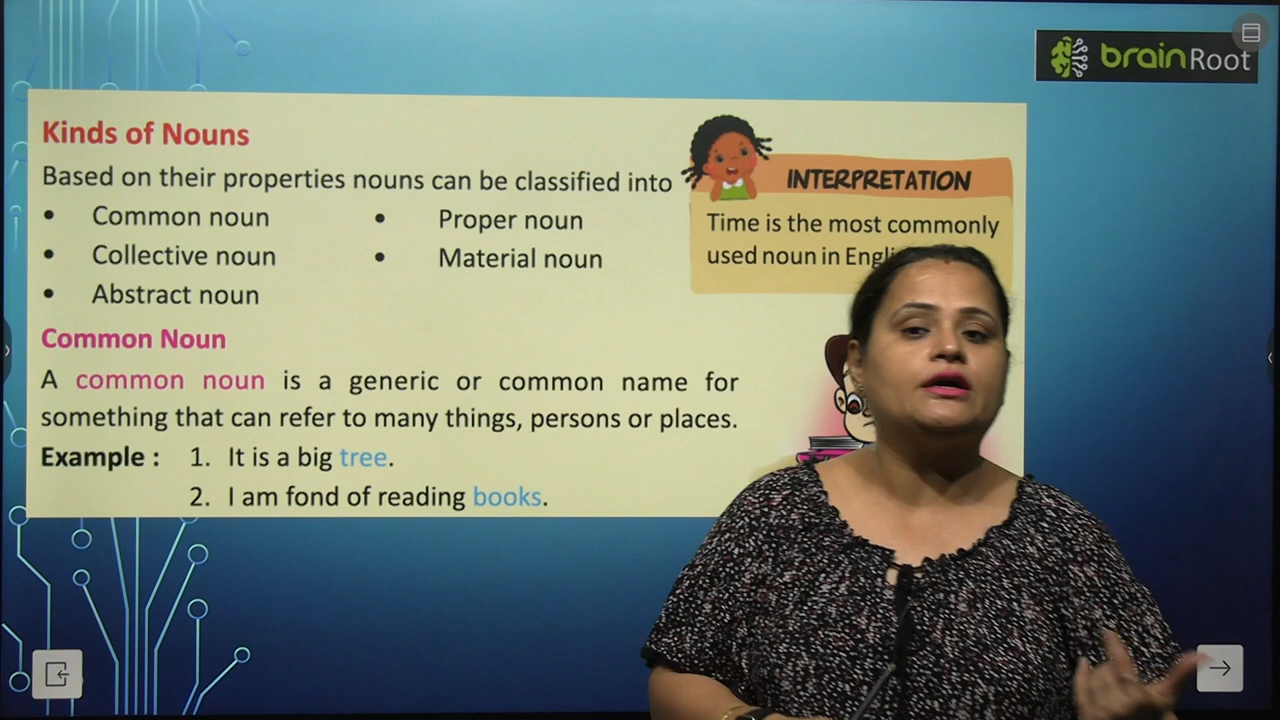 brainRoot
Kinds of Nouns
Based on their properties nouns can be classified into
• Common noun • Proper noun
• Collective noun • Material noun
• Abstract noun
INTERPRETATION
Time is the most commonly
used noun in
Common Noun
A common noun is a generic or common name for
something that can refer to many things, persons or places.
Example : 1. It is a big tree.
2. I am fond of reading books.